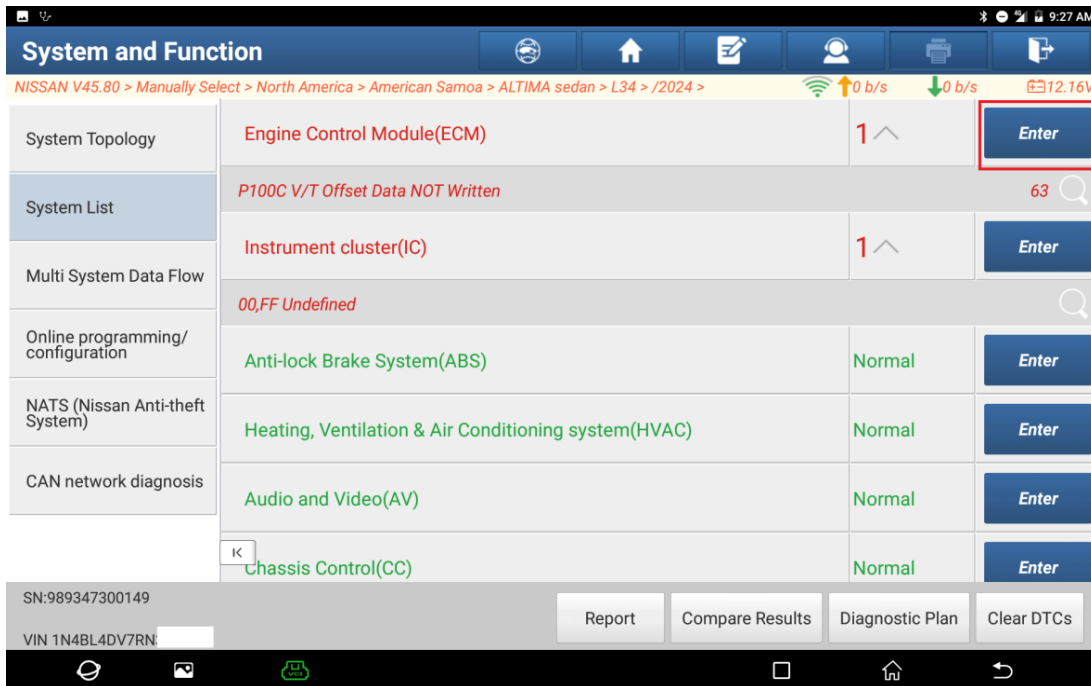 9:27 AM
System and Function
NISSAN V45.80 > Manually Select > North America > American Samoa > ALTIMA sedan > L34 > /2024 >
0 b/s
0 b/s
12.16V
System Topology
System List
Multi System Data Flow
Online programming/
configuration
NATS (Nissan Anti-theft
System)
CAN network diagnosis
Engine Control Module(ECM)
1
Enter
P100C V/T Offset Data NOT Written
63
Instrument cluster(IC)
1
Enter
00,FF Undefined
Anti-lock Brake System(ABS)
Normal
Enter
Heating, Ventilation & Air Conditioning system(HVAC)
Normal
Enter
Audio and Video(AV)
Normal
Enter
Chassis Control(CC)
Normal
Enter
SN:989347300149
VIN 1N4BL4DV7RN
Report
Compare Results
Diagnostic Plan
Clear DTCs
VCI